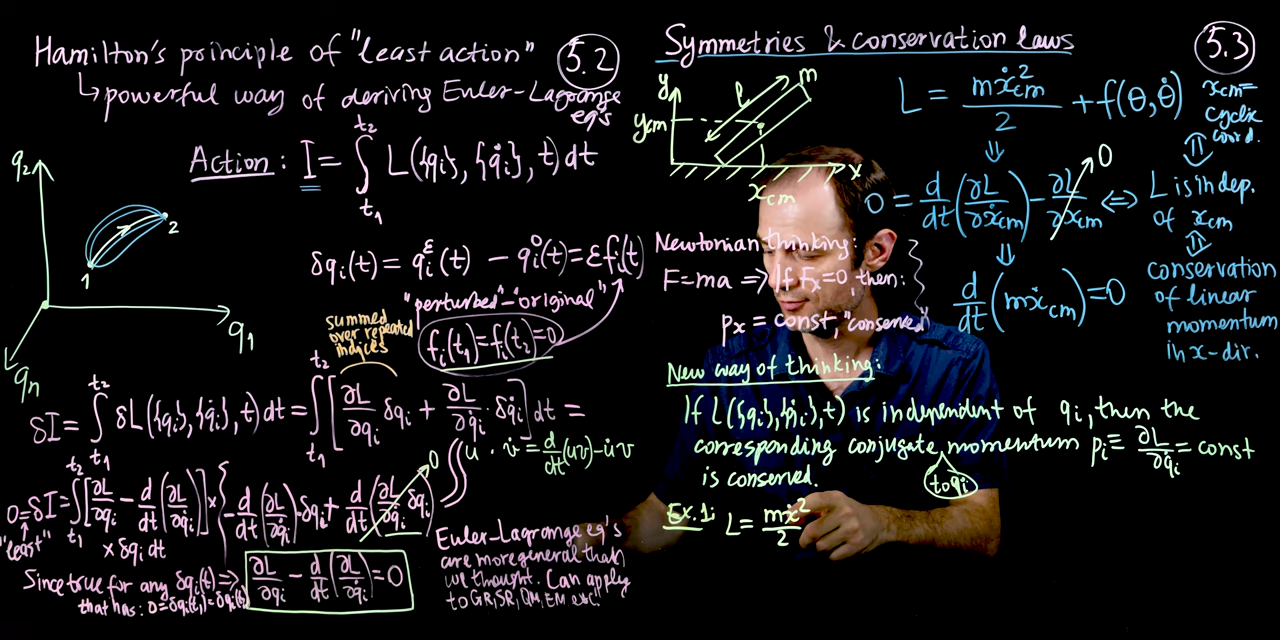 Hamilton's principle of "least action"
5.2
↳ powerful way of deriving Euler-Lagrange
eq's
Action: I = ∫_{t₁}^{t₂} L({qᵢ}, {q̇ᵢ}, t) dt
q₂
1
2
q₁
qₙ
δqᵢ(t) = qᵢ^ε(t) − qᵢ⁰(t) = εfᵢ(t)
"perturbed"-"original"
summed
over repeated
indices
fᵢ(t₁) = fᵢ(t₂) = 0
δI = ∫_{t₁}^{t₂} δL({qᵢ}, {q̇ᵢ}, t) dt = ∫_{t₁}^{t₂} [∂L/∂qᵢ δqᵢ + ∂L/∂q̇ᵢ · δq̇ᵢ] dt =
u · v̇ = d/dt(uv) − u̇v
0 = δI = ∫_{t₁}^{t₂} [∂L/∂qᵢ − d/dt(∂L/∂q̇ᵢ)] × {−d/dt(∂L/∂q̇ᵢ) δqᵢ + d/dt(∂L/∂q̇ᵢ δqᵢ) 0
"least"
× δqᵢ dt
Since true for any δqᵢ(t) ⇒
that has: 0 = δqᵢ(t₁) = δqᵢ(t₂)
∂L/∂qᵢ − d/dt(∂L/∂q̇ᵢ) = 0
Euler-Lagrange eq's
are more general than
we thought. Can apply
to GR, SR, QM, EM etc.
Symmetries & conservation laws
5.3
y
l
m
ycm
x
xcm
L = mẋcm²/2 + f(θ, θ̇)
xcm =
cyclic
coord.
⇓
⇑
0 = d/dt(∂L/∂ẋcm) − ∂L/∂xcm 0 ⇔ L is indep.
of xcm
⇓
⇑
d/dt(mẋcm) = 0
conservation
of linear
momentum
in x-dir.
Newtonian thinking:
F=ma ⇒ If Fx=0, then:
px = const, "conserved"
New way of thinking:
If L({qᵢ}, {q̇ᵢ}, t) is independent of qᵢ, then the
corresponding conjugate momentum pᵢ ≡ ∂L/∂q̇ᵢ = const
to qᵢ
is conserved.
Ex. 1: L = mẋ²/2